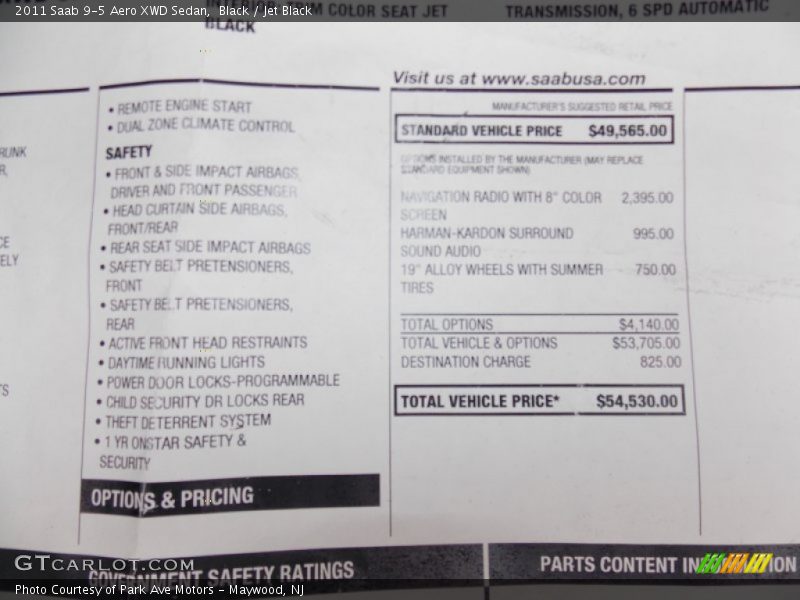 2011 Saab 9-5 Aero XWD Sedan, Black / Jet Black
COLOR SEAT JET
BLACK
TRANSMISSION, 6 SPD AUTOMATIC
RUNK
• REMOTE ENGINE START
• DUAL ZONE CLIMATE CONTROL
SAFETY
• FRONT & SIDE IMPACT AIRBAGS,
DRIVER AND FRONT PASSENGER
• HEAD CURTAIN SIDE AIRBAGS,
FRONT/REAR
• REAR SEAT SIDE IMPACT AIRBAGS
• SAFETY BELT PRETENSIONERS,
FRONT
• SAFETY BELT PRETENSIONERS,
REAR
• ACTIVE FRONT HEAD RESTRAINTS
• DAYTIME RUNNING LIGHTS
• POWER DOOR LOCKS-PROGRAMMABLE
• CHILD SECURITY DR LOCKS REAR
• THEFT DETERRENT SYSTEM
• 1 YR ONSTAR SAFETY &
SECURITY
OPTIONS & PRICING
Visit us at www.saabusa.com
MANUFACTURER'S SUGGESTED RETAIL PRICE
STANDARD VEHICLE PRICE $49,565.00
OPTIONS INSTALLED BY THE MANUFACTURER (MAY REPLACE
STANDARD EQUIPMENT SHOWN)
NAVIGATION RADIO WITH 8" COLOR 2,395.00
SCREEN
HARMAN-KARDON SURROUND 995.00
SOUND AUDIO
19" ALLOY WHEELS WITH SUMMER 750.00
TIRES
TOTAL OPTIONS $4,140.00
TOTAL VEHICLE & OPTIONS $53,705.00
DESTINATION CHARGE 825.00
TOTAL VEHICLE PRICE* $54,530.00
GTCARLOT.COM
GOVERNMENT SAFETY RATINGS
PARTS CONTENT IN
Photo Courtesy of Park Ave Motors - Maywood, NJ